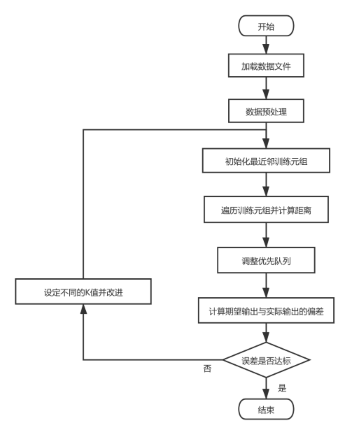 开始
加载数据文件
数据预处理
初始化最近邻训练元组
遍历训练元组并计算距离
调整优先队列
设定不同的K值并改进
计算期望输出与实际输出的偏差
误差是否达标
否
是
结束